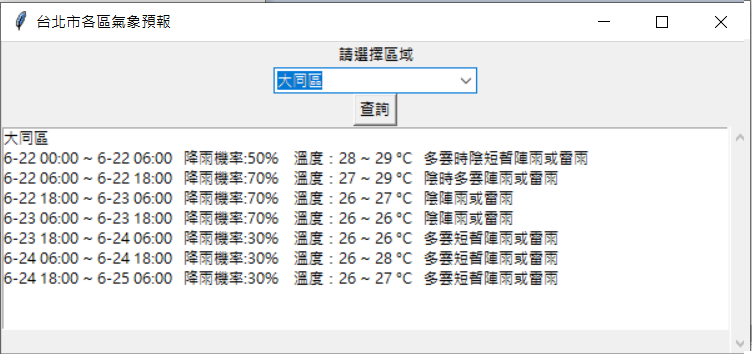 台北市各區氣象預報
請選擇區域
大同區
查詢
大同區
6-22 00:00 ~ 6-22 06:00 降雨機率:50% 溫度：28 ~ 29 °C 多雲時陰短暫陣雨或雷雨
6-22 06:00 ~ 6-22 18:00 降雨機率:70% 溫度：27 ~ 29 °C 陰時多雲陣雨或雷雨
6-22 18:00 ~ 6-23 06:00 降雨機率:70% 溫度：26 ~ 27 °C 陰陣雨或雷雨
6-23 06:00 ~ 6-23 18:00 降雨機率:70% 溫度：26 ~ 26 °C 陰陣雨或雷雨
6-23 18:00 ~ 6-24 06:00 降雨機率:30% 溫度：26 ~ 26 °C 多雲短暫陣雨或雷雨
6-24 06:00 ~ 6-24 18:00 降雨機率:30% 溫度：26 ~ 28 °C 多雲短暫陣雨或雷雨
6-24 18:00 ~ 6-25 06:00 降雨機率:30% 溫度：26 ~ 27 °C 多雲短暫陣雨或雷雨